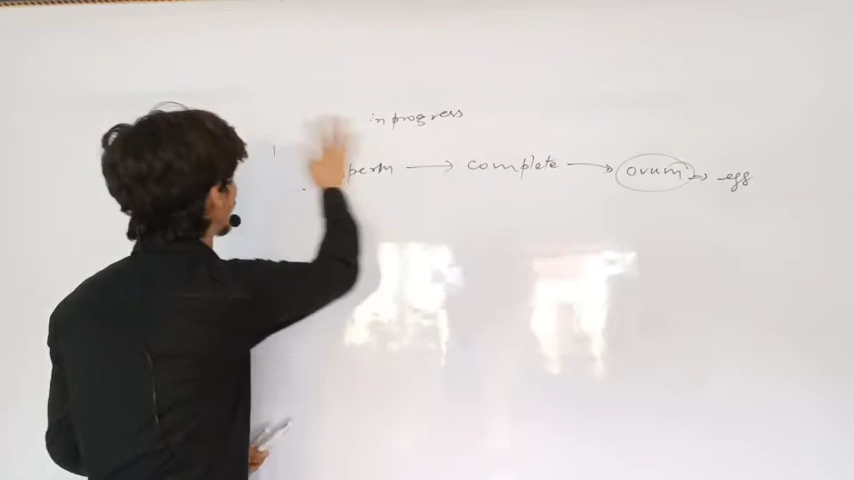 in progress
perm → complete → ovum → egg